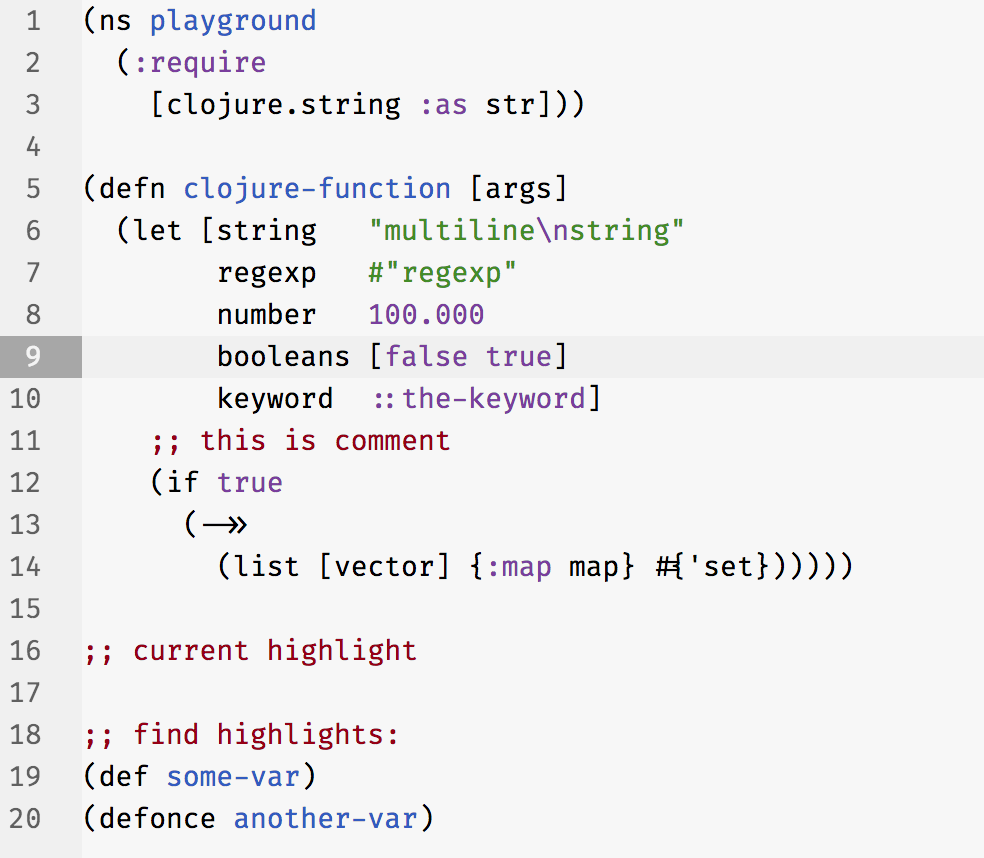 1 (ns playground
2   (:require
3     [clojure.string :as str]))
4
5 (defn clojure-function [args]
6   (let [string   "multiline\nstring"
7         regexp   #"regexp"
8         number   100.000
9         booleans [false true]
10         keyword  ::the-keyword]
11     ;; this is comment
12     (if true
13       (->>
14         (list [vector] {:map map} #{'set})))))
15
16 ;; current highlight
17
18 ;; find highlights:
19 (def some-var)
20 (defonce another-var)